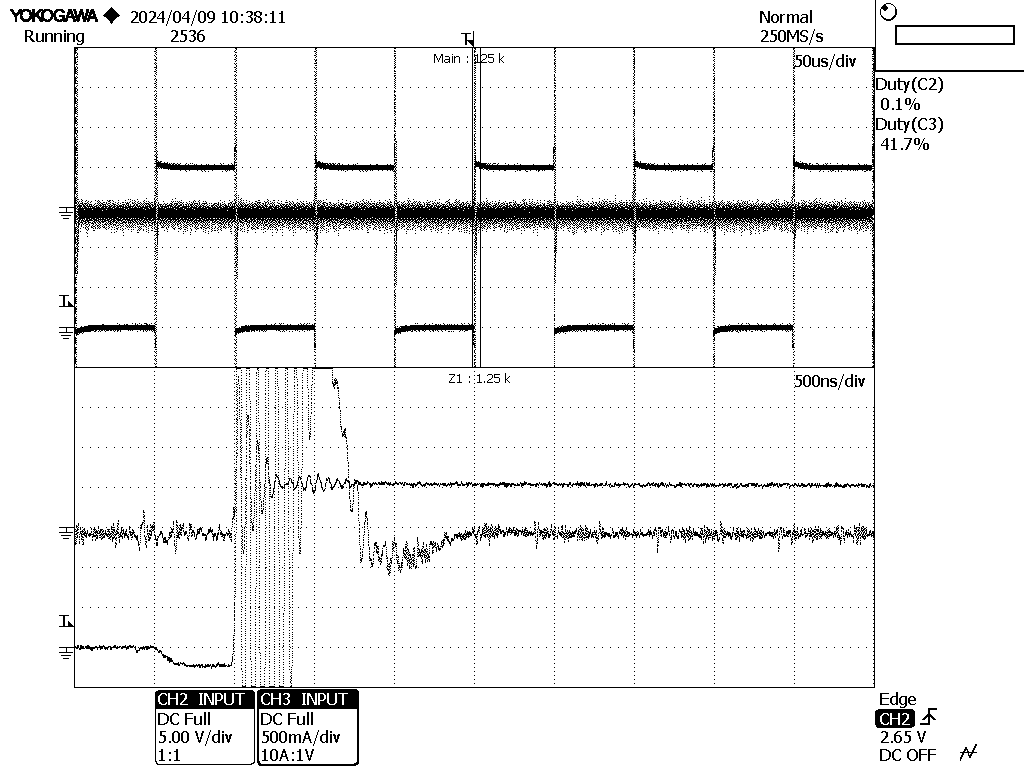 YOKOGAWA ◆ 2024/04/09 10:38:11
Normal
Running
2536
T
250MS/s
Main : 125 k
50us/div
Duty(C2)
0.1%
Duty(C3)
41.7%
T
Z1 : 1.25 k
500ns/div
T
CH2 INPUT
DC Full
5.00 V/div
1:1
CH3 INPUT
DC Full
500mA/div
10A:1V
Edge
CH2
2.65 V
DC OFF